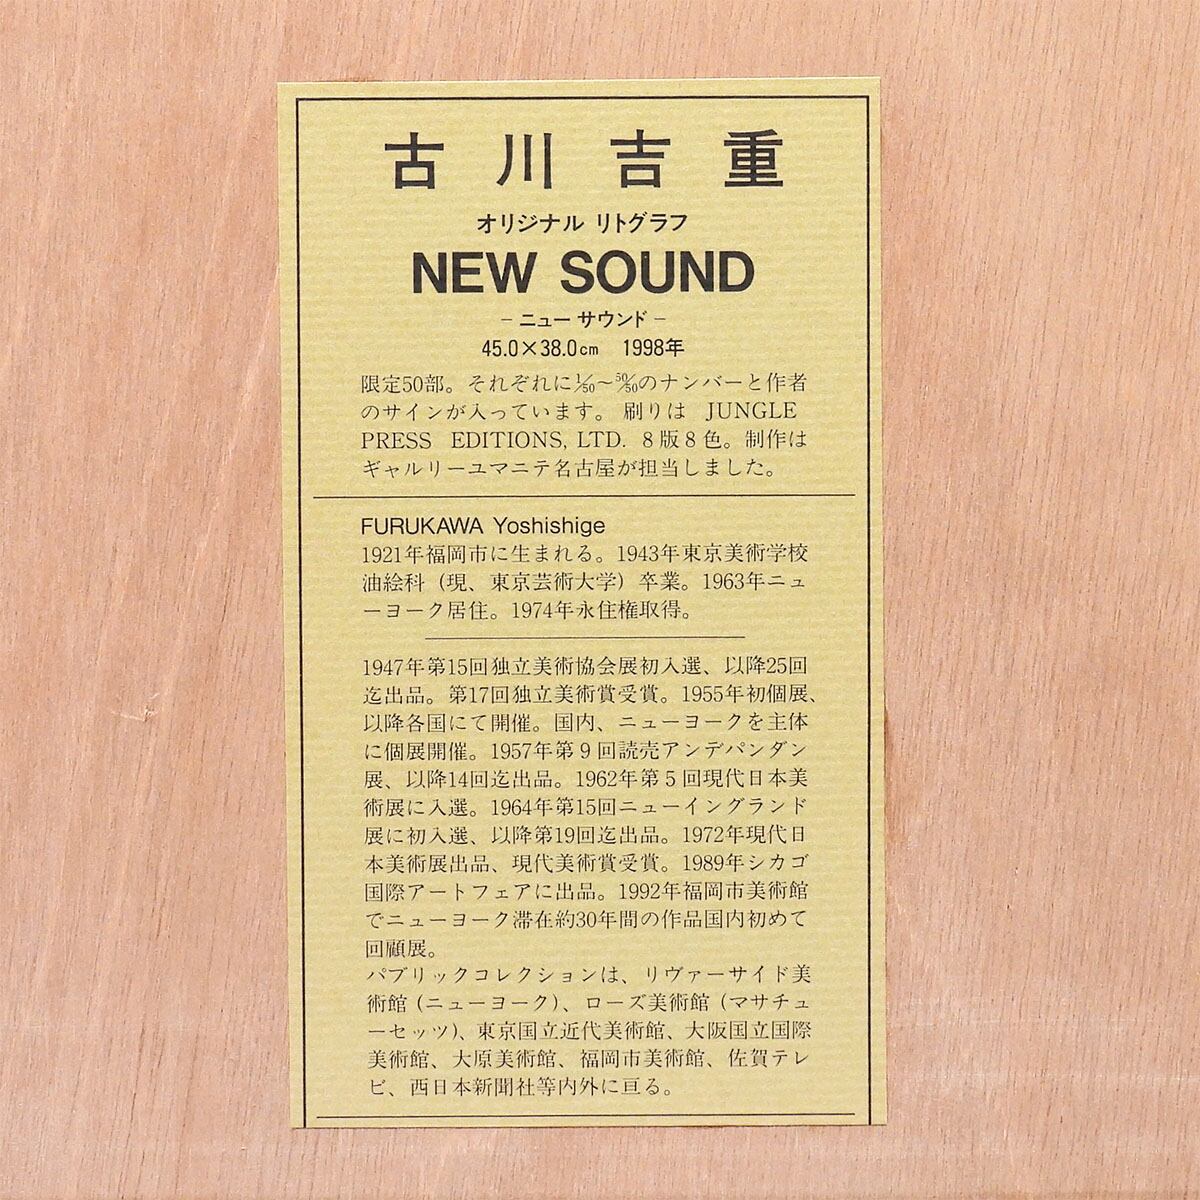 古川吉重
オリジナル リトグラフ
NEW SOUND
－ニュー サウンド－
45.0×38.0cm　1998年
限定50部。それぞれに1/50～50/50のナンバーと作者
のサインが入っています。 刷りは　JUNGLE
PRESS　EDITIONS, LTD. 8版8色。制作は
ギャルリーユマニテ名古屋が担当しました。
FURUKAWA Yoshishige
1921年福岡市に生まれる。1943年東京美術学校
油絵科（現、東京芸術大学）卒業。1963年ニュ
ーヨーク居住。1974年永住権取得。
1947年第15回独立美術協会展初入選、以降25回
迄出品。第17回独立美術賞受賞。1955年初個展、
以降各国にて開催。国内、ニューヨークを主体
に個展開催。1957年第9回読売アンデパンダン
展、以降14回迄出品。1962年第5回現代日本美
術展に入選。1964年第15回ニューイングランド
展に初入選、以降第19回迄出品。1972年現代日
本美術展出品、現代美術賞受賞。1989年シカゴ
国際アートフェアに出品。1992年福岡市美術館
でニューヨーク滞在約30年間の作品国内初めて
回顧展。
パブリックコレクションは、リヴァーサイド美
術館（ニューヨーク）、ローズ美術館（マサチュ
ーセッツ）、東京国立近代美術館、大阪国立国際
美術館、大原美術館、福岡市美術館、佐賀テレ
ビ、西日本新聞社等内外に亘る。